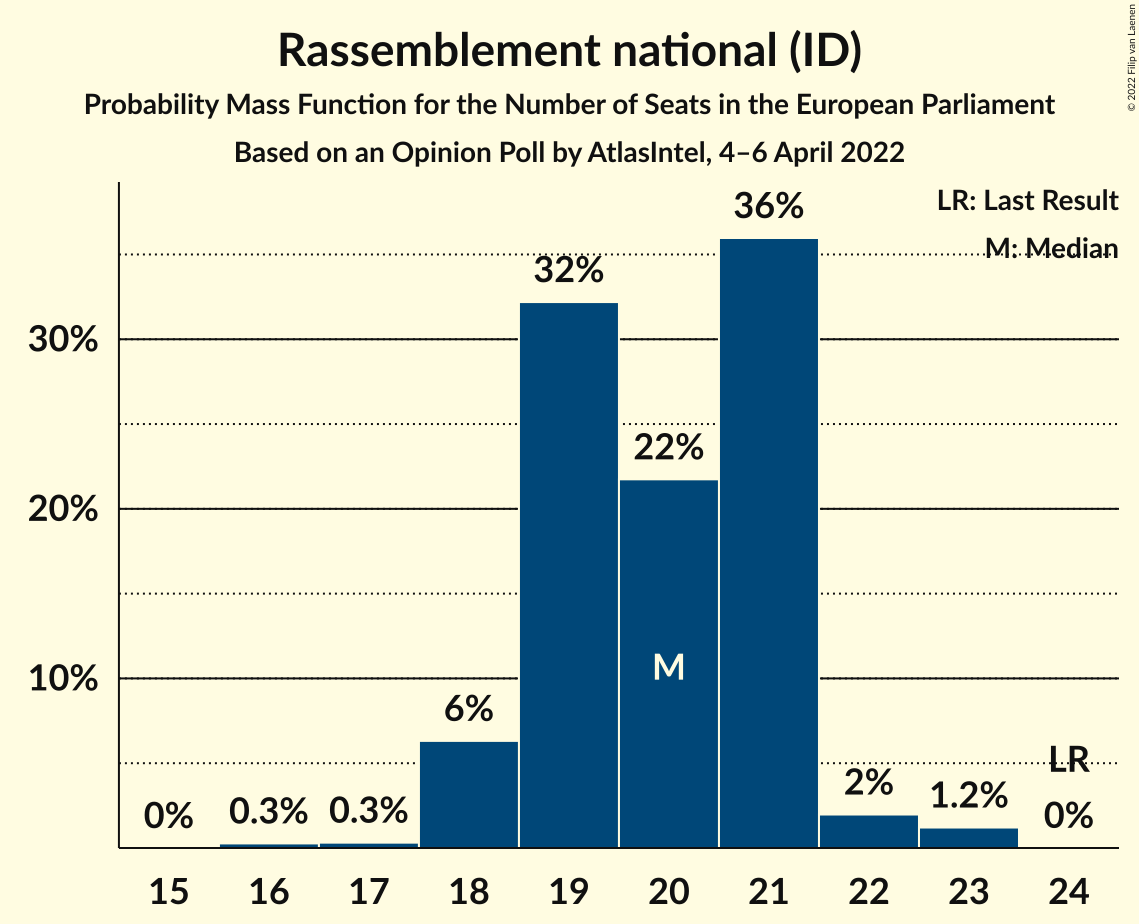 Rassemblement national (ID)
Probability Mass Function for the Number of Seats in the European Parliament
Based on an Opinion Poll by AtlasIntel, 4–6 April 2022
© 2022 Filip van Laenen
LR: Last Result
M: Median
36%
32%
30%
22%
20%
M
10%
6%
LR
2%
1.2%
0%
0.3%
0.3%
0%
15 16 17 18 19 20 21 22 23 24